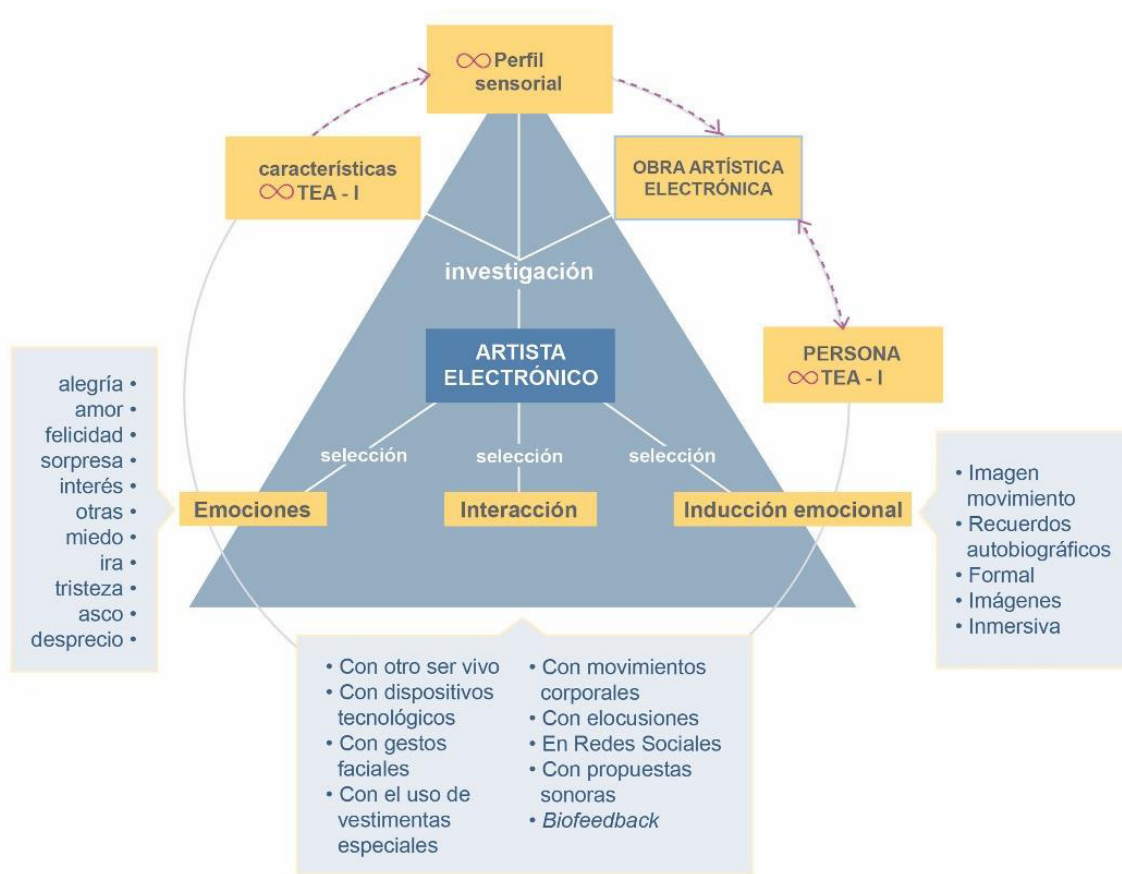 ∞ Perfil
sensorial
característícas
∞ TEA - I
OBRA ARTÍSTICA
ELECTRÓNICA
investigación
ARTISTA
ELECTRÓNICO
PERSONA
∞ TEA - I
selección
selección
selección
Emociones
Interacción
Inducción emocional
alegría •
amor •
felicidad •
sorpresa •
interés •
otras •
miedo •
ira •
tristeza •
asco •
desprecio •
• Con otro ser vivo
• Con dispositivos
tecnológicos
• Con gestos
faciales
• Con el uso de
vestimentas
especiales
• Con movimientos
corporales
• Con elocusiones
• En Redes Sociales
• Con propuestas
sonoras
• Biofeedback
• Imagen
movimiento
• Recuerdos
autobiográficos
• Formal
• Imágenes
• Inmersiva